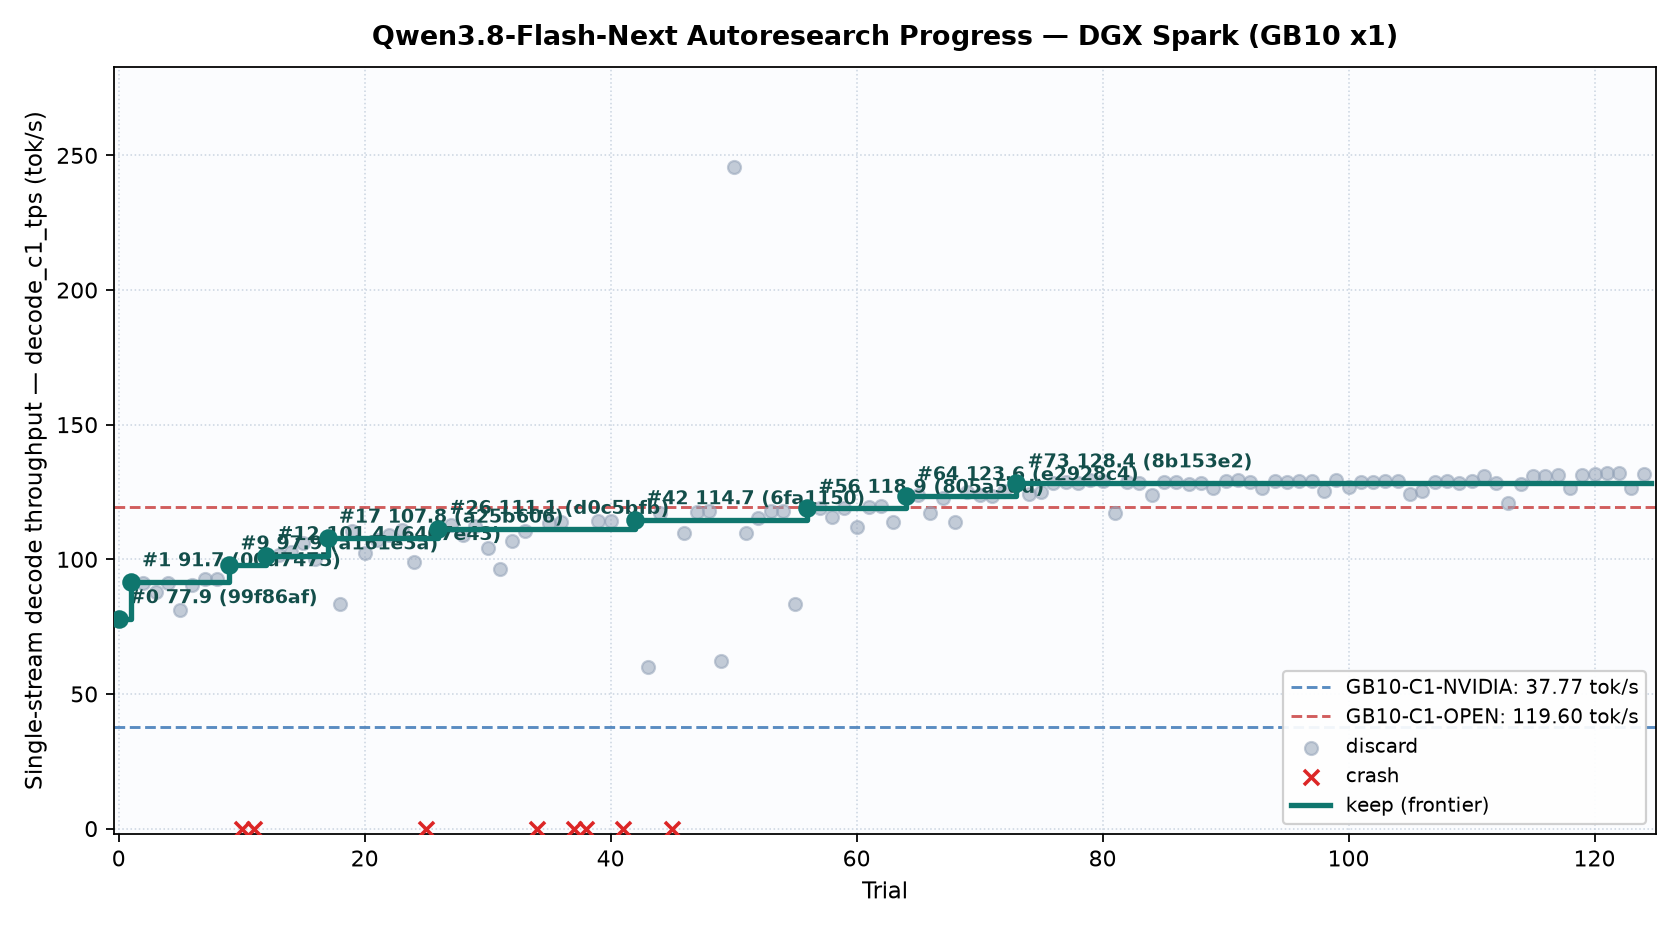 Qwen3.8-Flash-Next Autoresearch Progress — DGX Spark (GB10 x1)
Single-stream decode throughput — decode_c1_tps (tok/s)
250
200
150
100
50
0
#73 128.4 (8b153e2)
#64 123.6 (e2928c4)
#56 118.9
#42 114.7 (6fa1150)
#26 111.1 (d0c5bfb)
#17 107.8 (a25b606)
#12 101.4
#9 97.9 (a161e5a)
#1 91.7
#0 77.9 (99f86af)
GB10-C1-NVIDIA: 37.77 tok/s
GB10-C1-OPEN: 119.60 tok/s
discard
crash
keep (frontier)
0 20 40 60 80 100 120
Trial